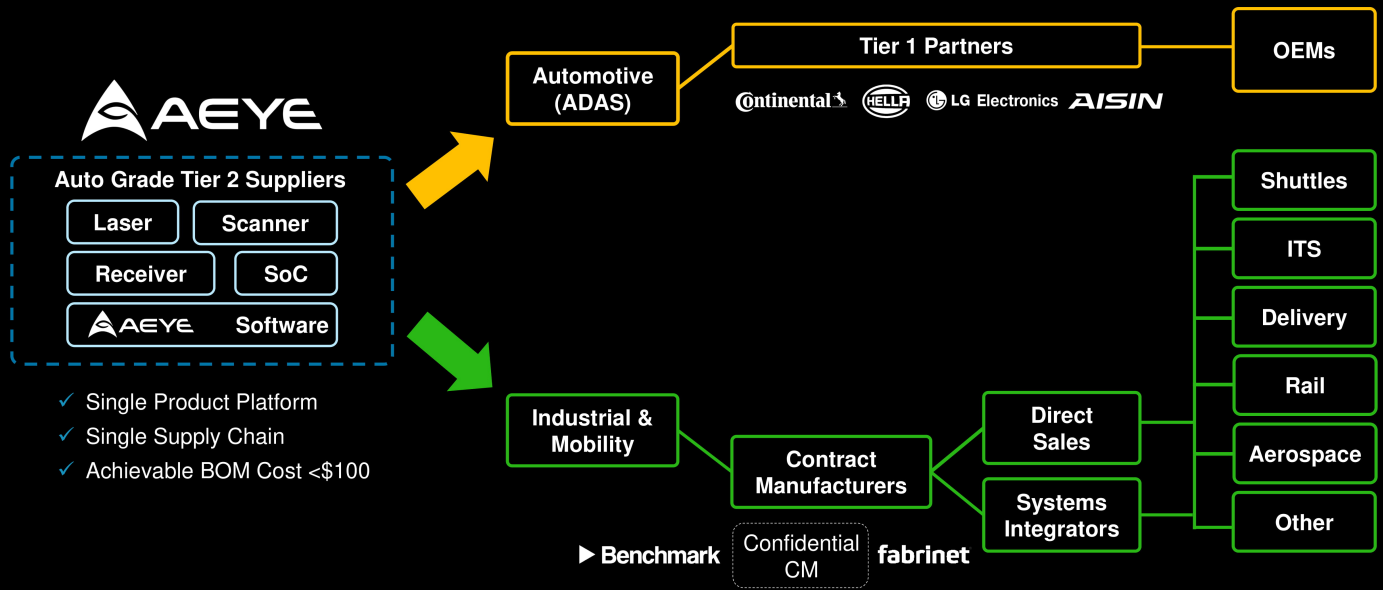 AEYE
Auto Grade Tier 2 Suppliers
Laser
Scanner
Receiver
SoC
AEYE Software
✓ Single Product Platform
✓ Single Supply Chain
✓ Achievable BOM Cost <$100
Automotive
(ADAS)
Tier 1 Partners
Continental
HELLA
LG Electronics
AISIN
OEMs
Industrial &
Mobility
Contract
Manufacturers
Benchmark
Confidential
CM
fabrinet
Direct
Sales
Systems
Integrators
Shuttles
ITS
Delivery
Rail
Aerospace
Other